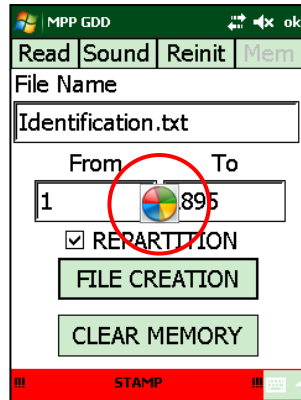 MPP GDD ok
Read Sound Reinit Mem
File Name
Identification.txt
From To
1 895
REPARTITION
FILE CREATION
CLEAR MEMORY
!!! STAMP !!!